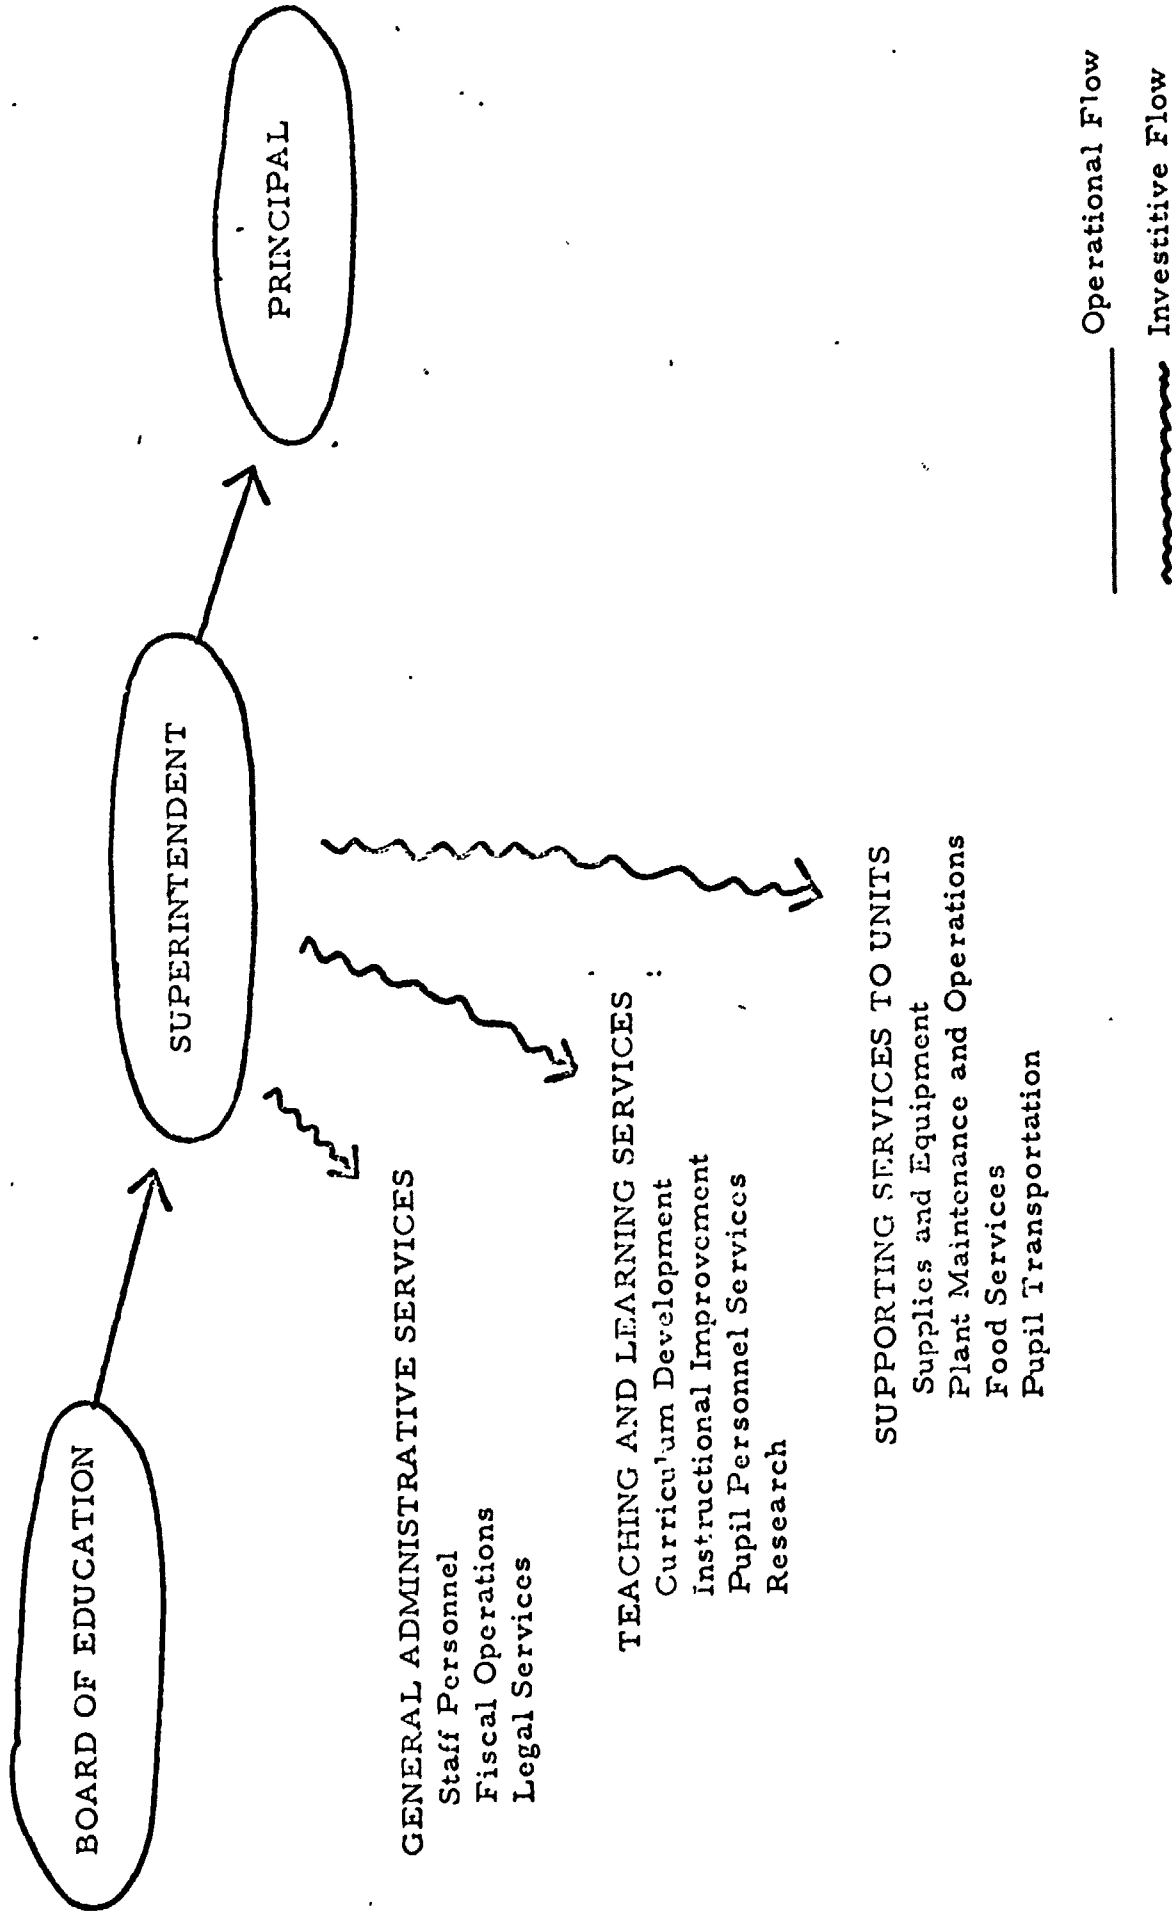 BOARD OF EDUCATION
SUPERINTENDENT
PRINCIPAL
GENERAL ADMINISTRATIVE SERVICES
Staff Personnel
Fiscal Operations
Legal Services
TEACHING AND LEARNING SERVICES
Curriculum Development
Instructional Improvement
Pupil Personnel Services
Research
SUPPORTING SERVICES TO UNITS
Supplies and Equipment
Plant Maintenance and Operations
Food Services
Pupil Transportation
Operational Flow
Investitive Flow